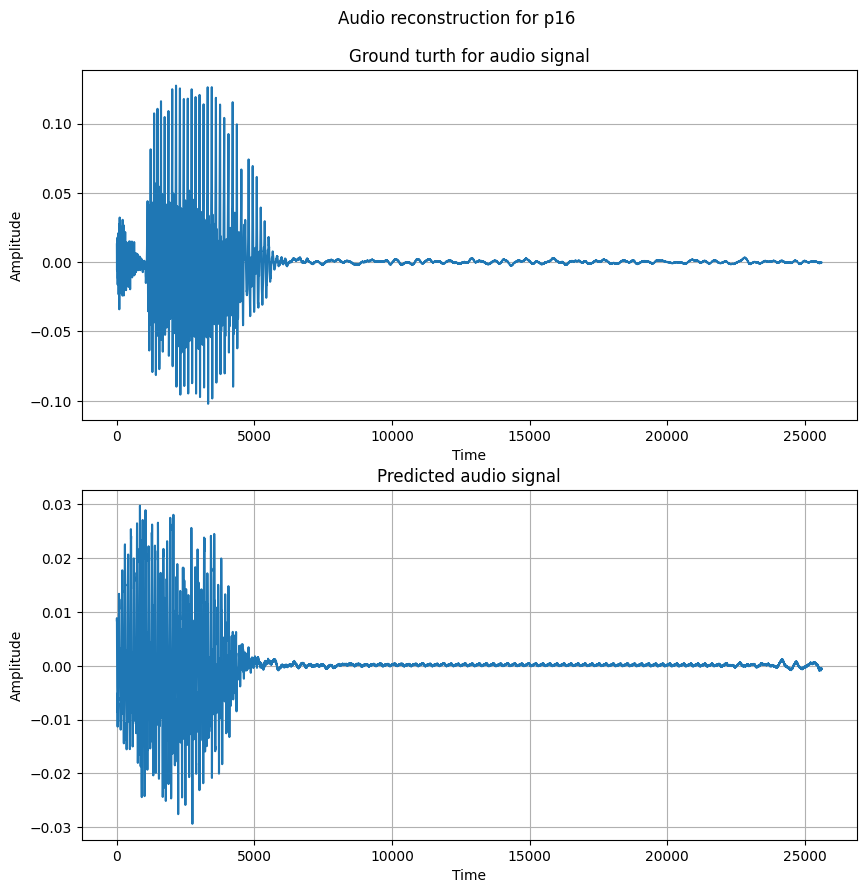 Audio reconstruction for p16
Ground turth for audio signal
0.10
0.05
0.00
−0.05
−0.10
Amplitude
0 5000 10000 15000 20000 25000
Time
Predicted audio signal
0.03
0.02
0.01
0.00
−0.01
−0.02
−0.03
Amplitude
0 5000 10000 15000 20000 25000
Time